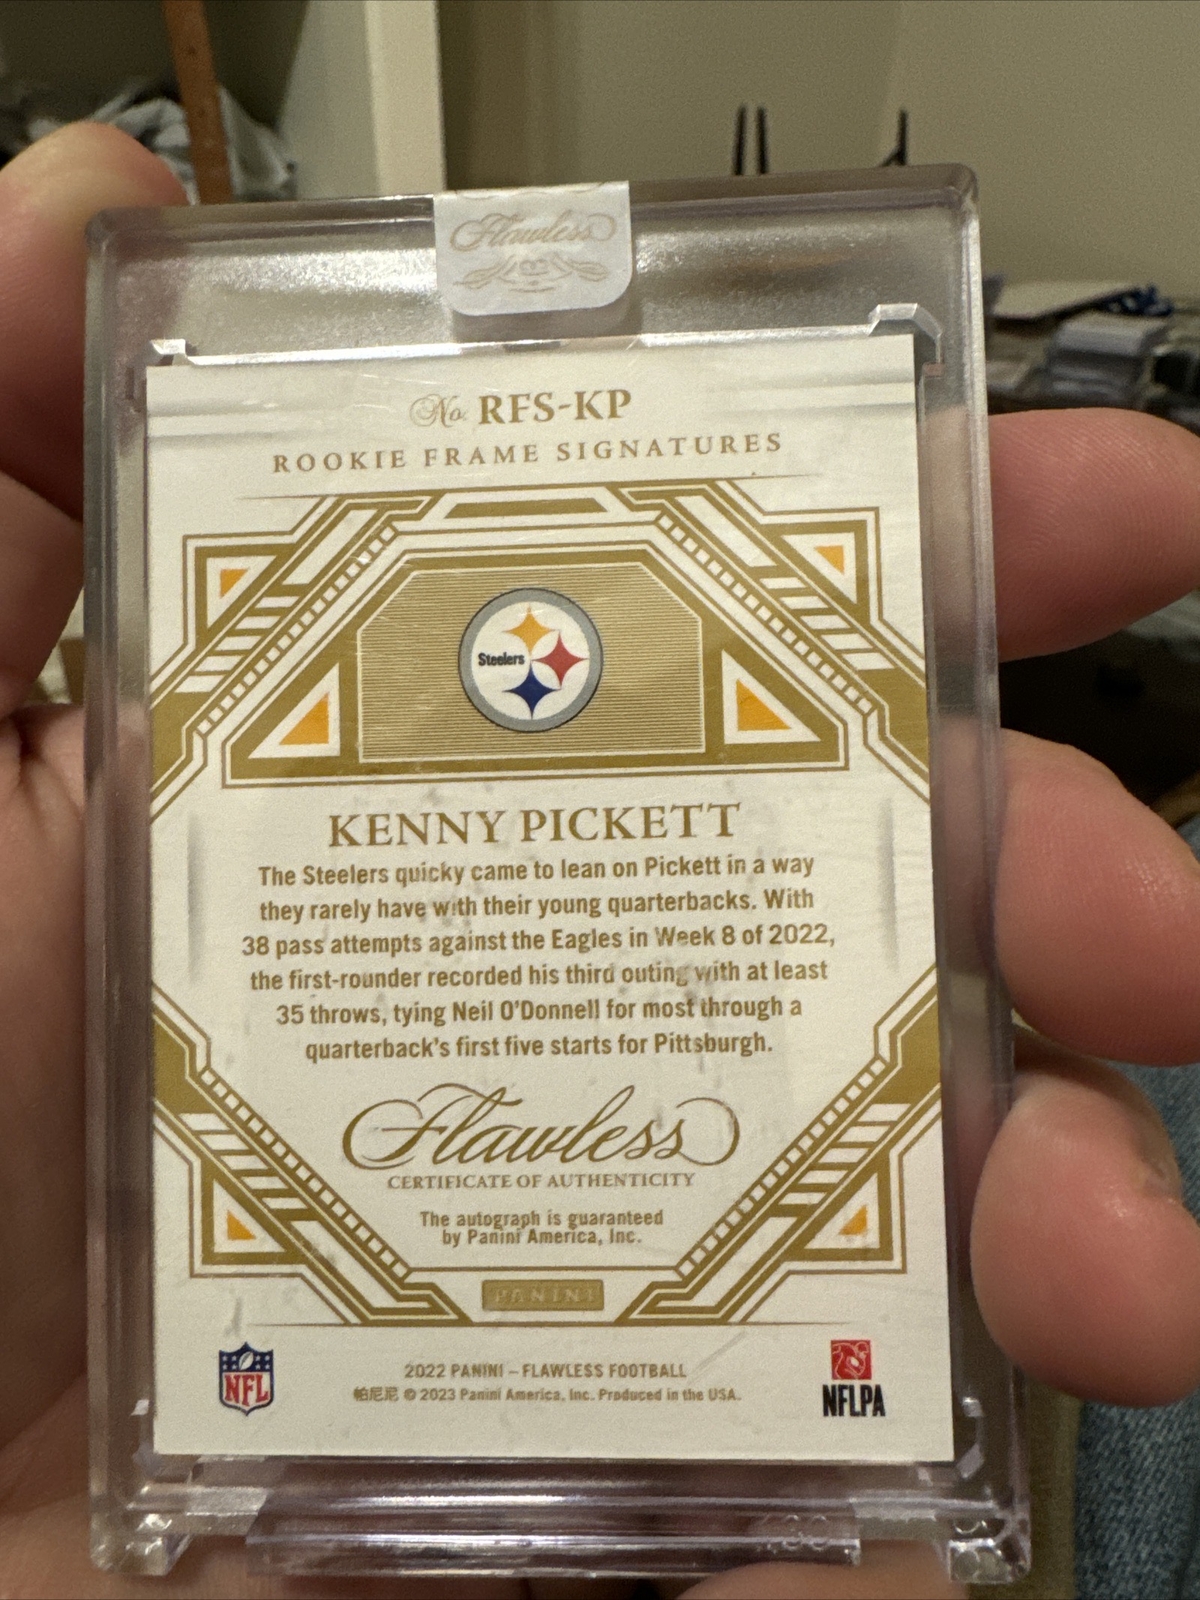 Flawless
No. RFS-KP
ROOKIE FRAME SIGNATURES
Steelers
KENNY PICKETT
The Steelers quicky came to lean on Pickett in a way
they rarely have with their young quarterbacks. With
38 pass attempts against the Eagles in Week 8 of 2022,
the first-rounder recorded his third outing with at least
35 throws, tying Neil O'Donnell for most through a
quarterback's first five starts for Pittsburgh.
Flawless
CERTIFICATE OF AUTHENTICITY
The autograph is guaranteed
by Panini America, Inc.
PANINI
NFL
2022 PANINI – FLAWLESS FOOTBALL
帕尼尼 © 2023 Panini America, Inc. Produced in the USA.
NFLPA